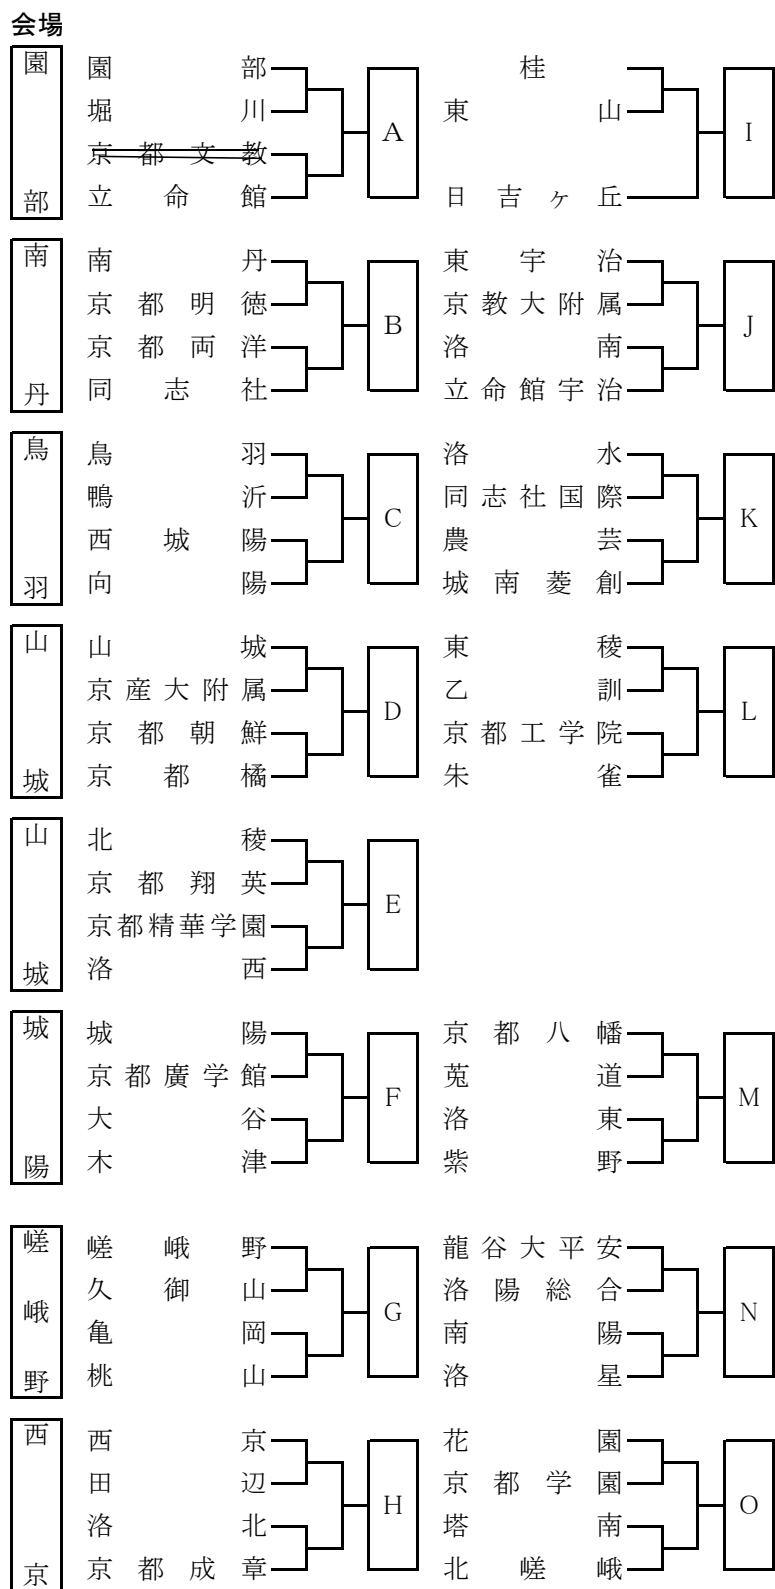 会場
園部
園部
堀川
京都文教
立命館
A
桂
東山
日吉ヶ丘
I
南丹
南丹
京都明徳
京都両洋
同志社
B
東宇治
京教大附属
洛南
立命館宇治
J
鳥羽
鳥羽
鴨沂
西城陽
向陽
C
洛水
同志社国際
農芸
城南菱創
K
山城
山城
京産大附属
京都朝鮮
京都橘
D
東稜
乙訓
京都工学院
朱雀
L
山城
北稜
京都翔英
京都精華学園
洛西
E
城陽
城陽
京都廣学館
大谷
木津
F
京都八幡
莵道
洛東
紫野
M
嵯峨野
嵯峨野
久御山
亀岡
桃山
G
龍谷大平安
洛陽総合
南陽
洛星
N
西京
西京
田辺
洛北
京都成章
H
花園
京都学園
塔南
北嵯峨
O